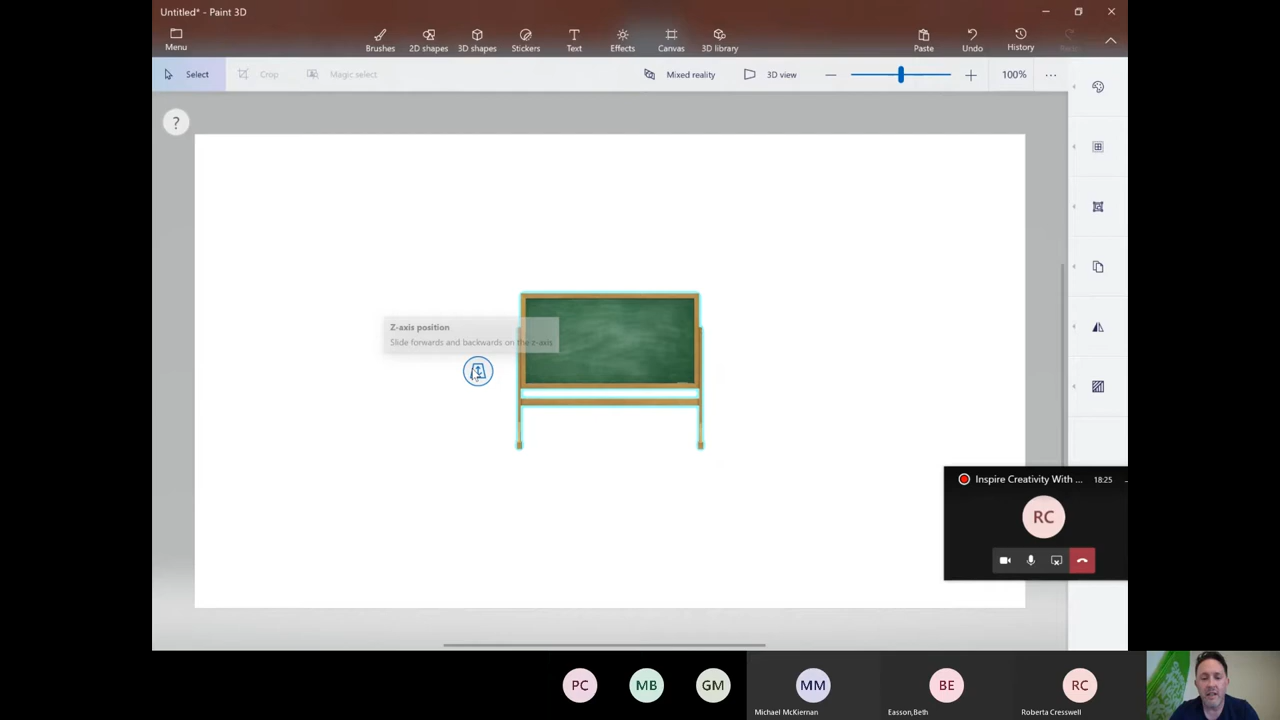 Untitled* - Paint 3D
Menu
Brushes
2D shapes
3D shapes
Stickers
Text
Effects
Canvas
3D library
Paste
Undo
History
Select
Crop
Magic select
Mixed reality
3D view
100%
?
Z-axis position
Slide forwards and backwards on the z-axis
Inspire Creativity With ...
18:25
RC
PC
MB
GM
MM
BE
RC
Michael McKiernan
Easson,Beth
Roberta Cresswell